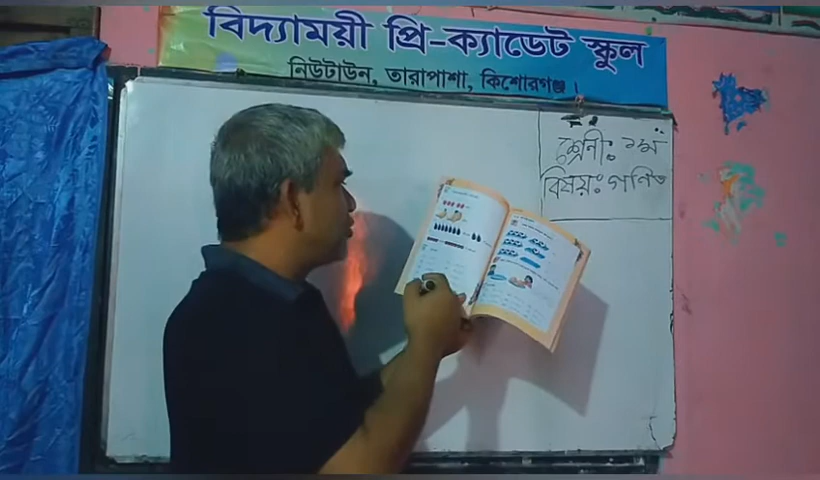 বিদ্যাময়ী প্রি-ক্যাডেট স্কুল
নিউটাউন, তারাপাশা, কিশোরগঞ্জ।
শ্রেনী: ১ম
বিষয়: গণিত